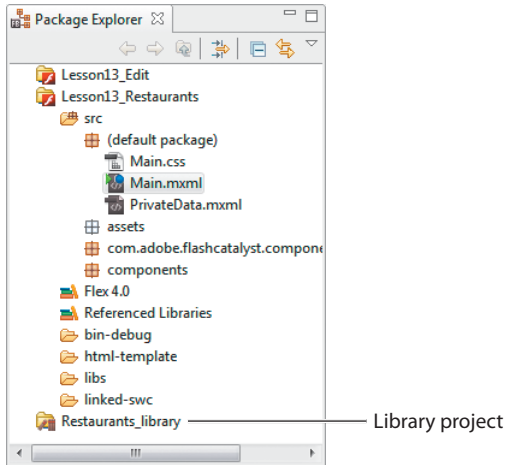 Package Explorer
Lesson13_Edit
Lesson13_Restaurants
src
(default package)
Main.css
Main.mxml
PrivateData.mxml
assets
com.adobe.flashcatalyst.compone
components
Flex 4.0
Referenced Libraries
bin-debug
html-template
libs
linked-swc
Restaurants_library
Library project